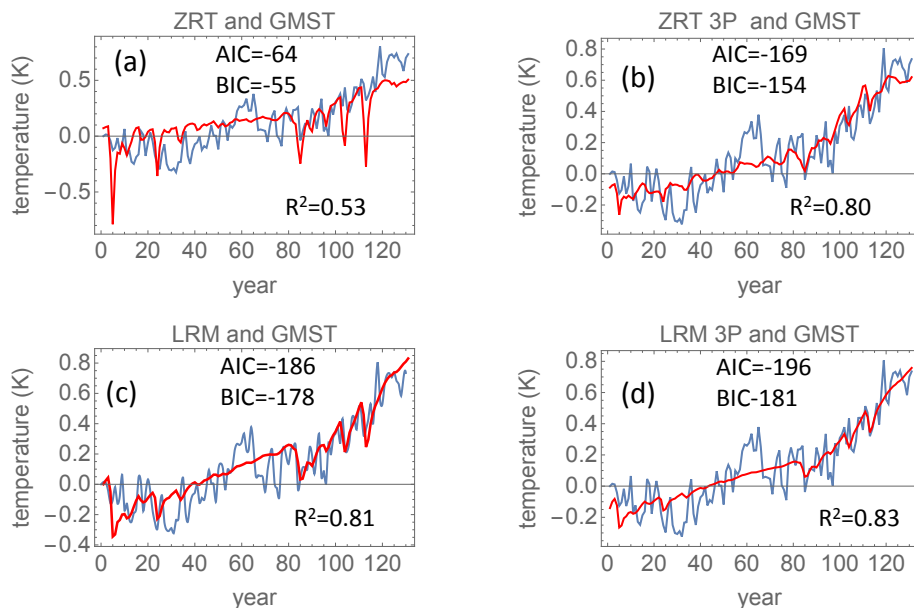 ZRT and GMST
(a)
AIC=-64
BIC=-55
R²=0.53
temperature (K)
0.5
0.0
−0.5
0 20 40 60 80 100 120
year
ZRT 3P and GMST
(b)
AIC=-169
BIC=-154
R²=0.80
temperature (K)
0.8
0.6
0.4
0.2
0.0
−0.2
0 20 40 60 80 100 120
year
LRM and GMST
(c)
AIC=-186
BIC=-178
R²=0.81
temperature (K)
0.8
0.6
0.4
0.2
0.0
−0.2
−0.4
0 20 40 60 80 100 120
year
LRM 3P and GMST
(d)
AIC=-196
BIC-181
R²=0.83
temperature (K)
0.8
0.6
0.4
0.2
0.0
−0.2
0 20 40 60 80 100 120
year